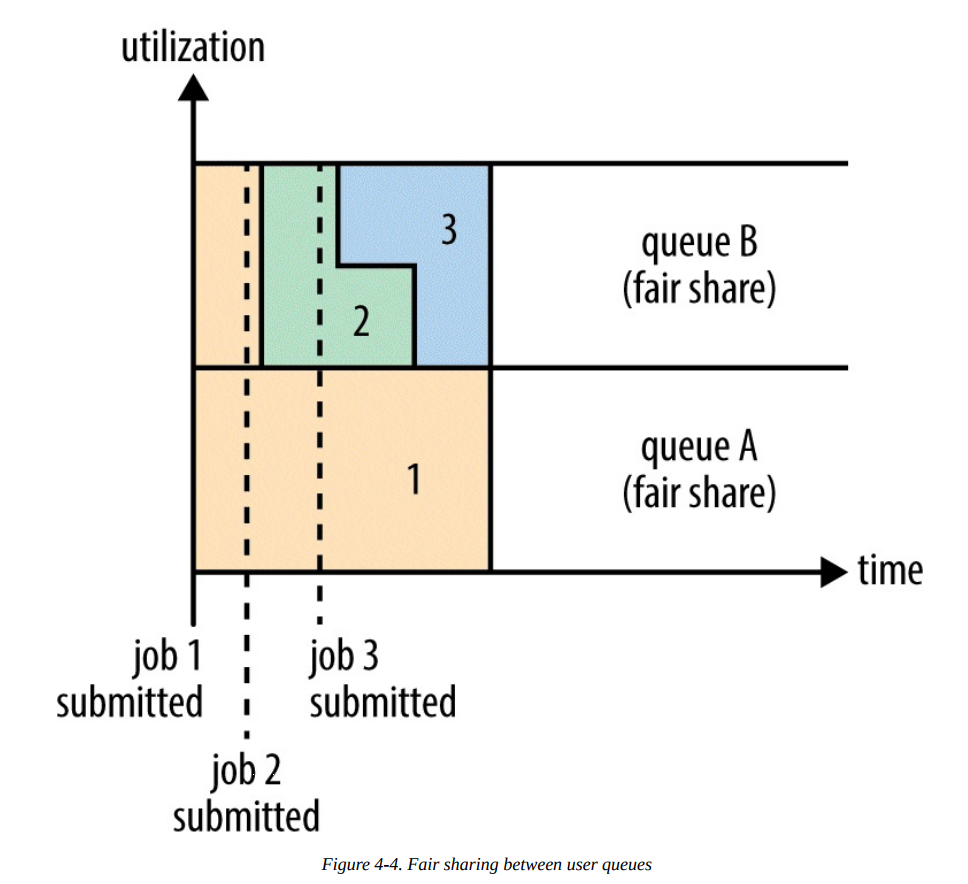 utilization
3
queue B
(fair share)
2
1
queue A
(fair share)
time
job 1
submitted
job 3
submitted
job 2
submitted
Figure 4-4. Fair sharing between user queues